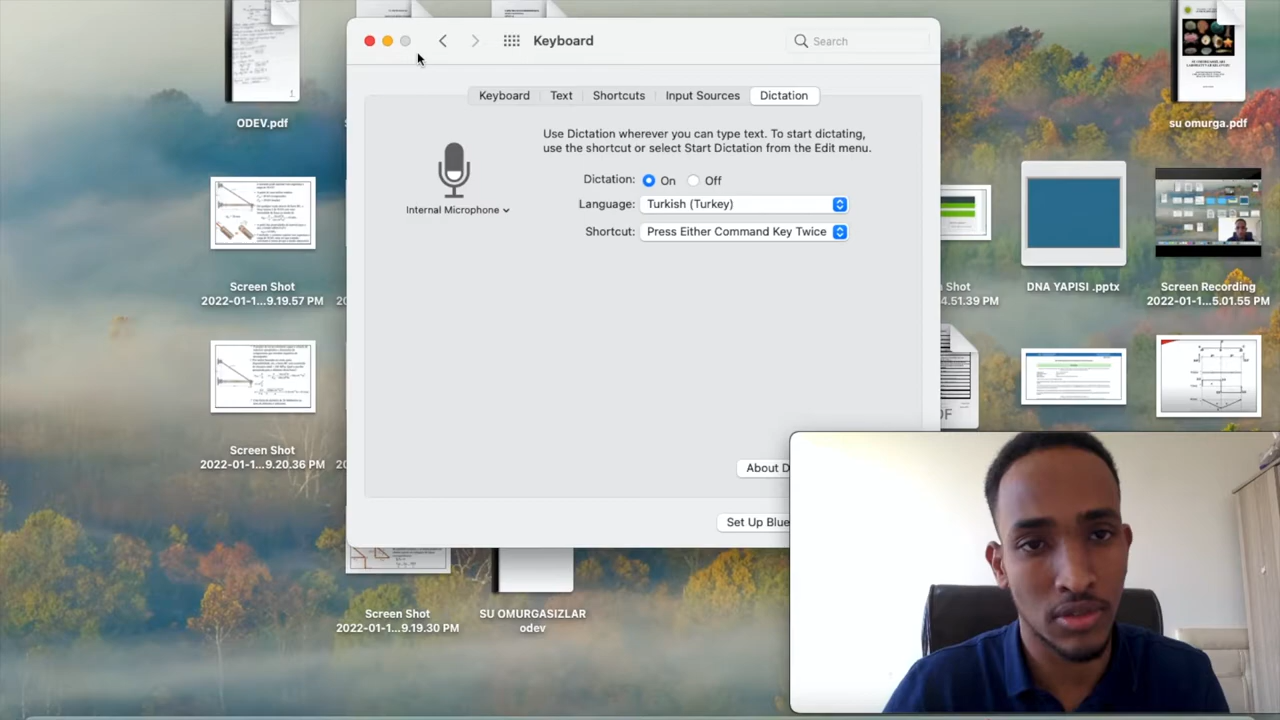 Keyboard
Search
Keyboard
Text
Shortcuts
Input Sources
Dictation
Use Dictation wherever you can type text. To start dictating,
use the shortcut or select Start Dictation from the Edit menu.
Internal Microphone
Dictation: On Off
Language: Turkish (Turkey)
Shortcut: Press Either Command Key Twice
About D
Set Up Blue
ODEV.pdf
su omurga.pdf
Screen Shot
2022-01-1...9.19.57 PM
Shot
4.51.39 PM
DNA YAPISI .pptx
Screen Recording
2022-01-1...5.01.55 PM
Screen Shot
2022-01-1...9.20.36 PM
Screen Shot
2022-01-1...9.19.30 PM
SU OMURGASIZLAR
odev